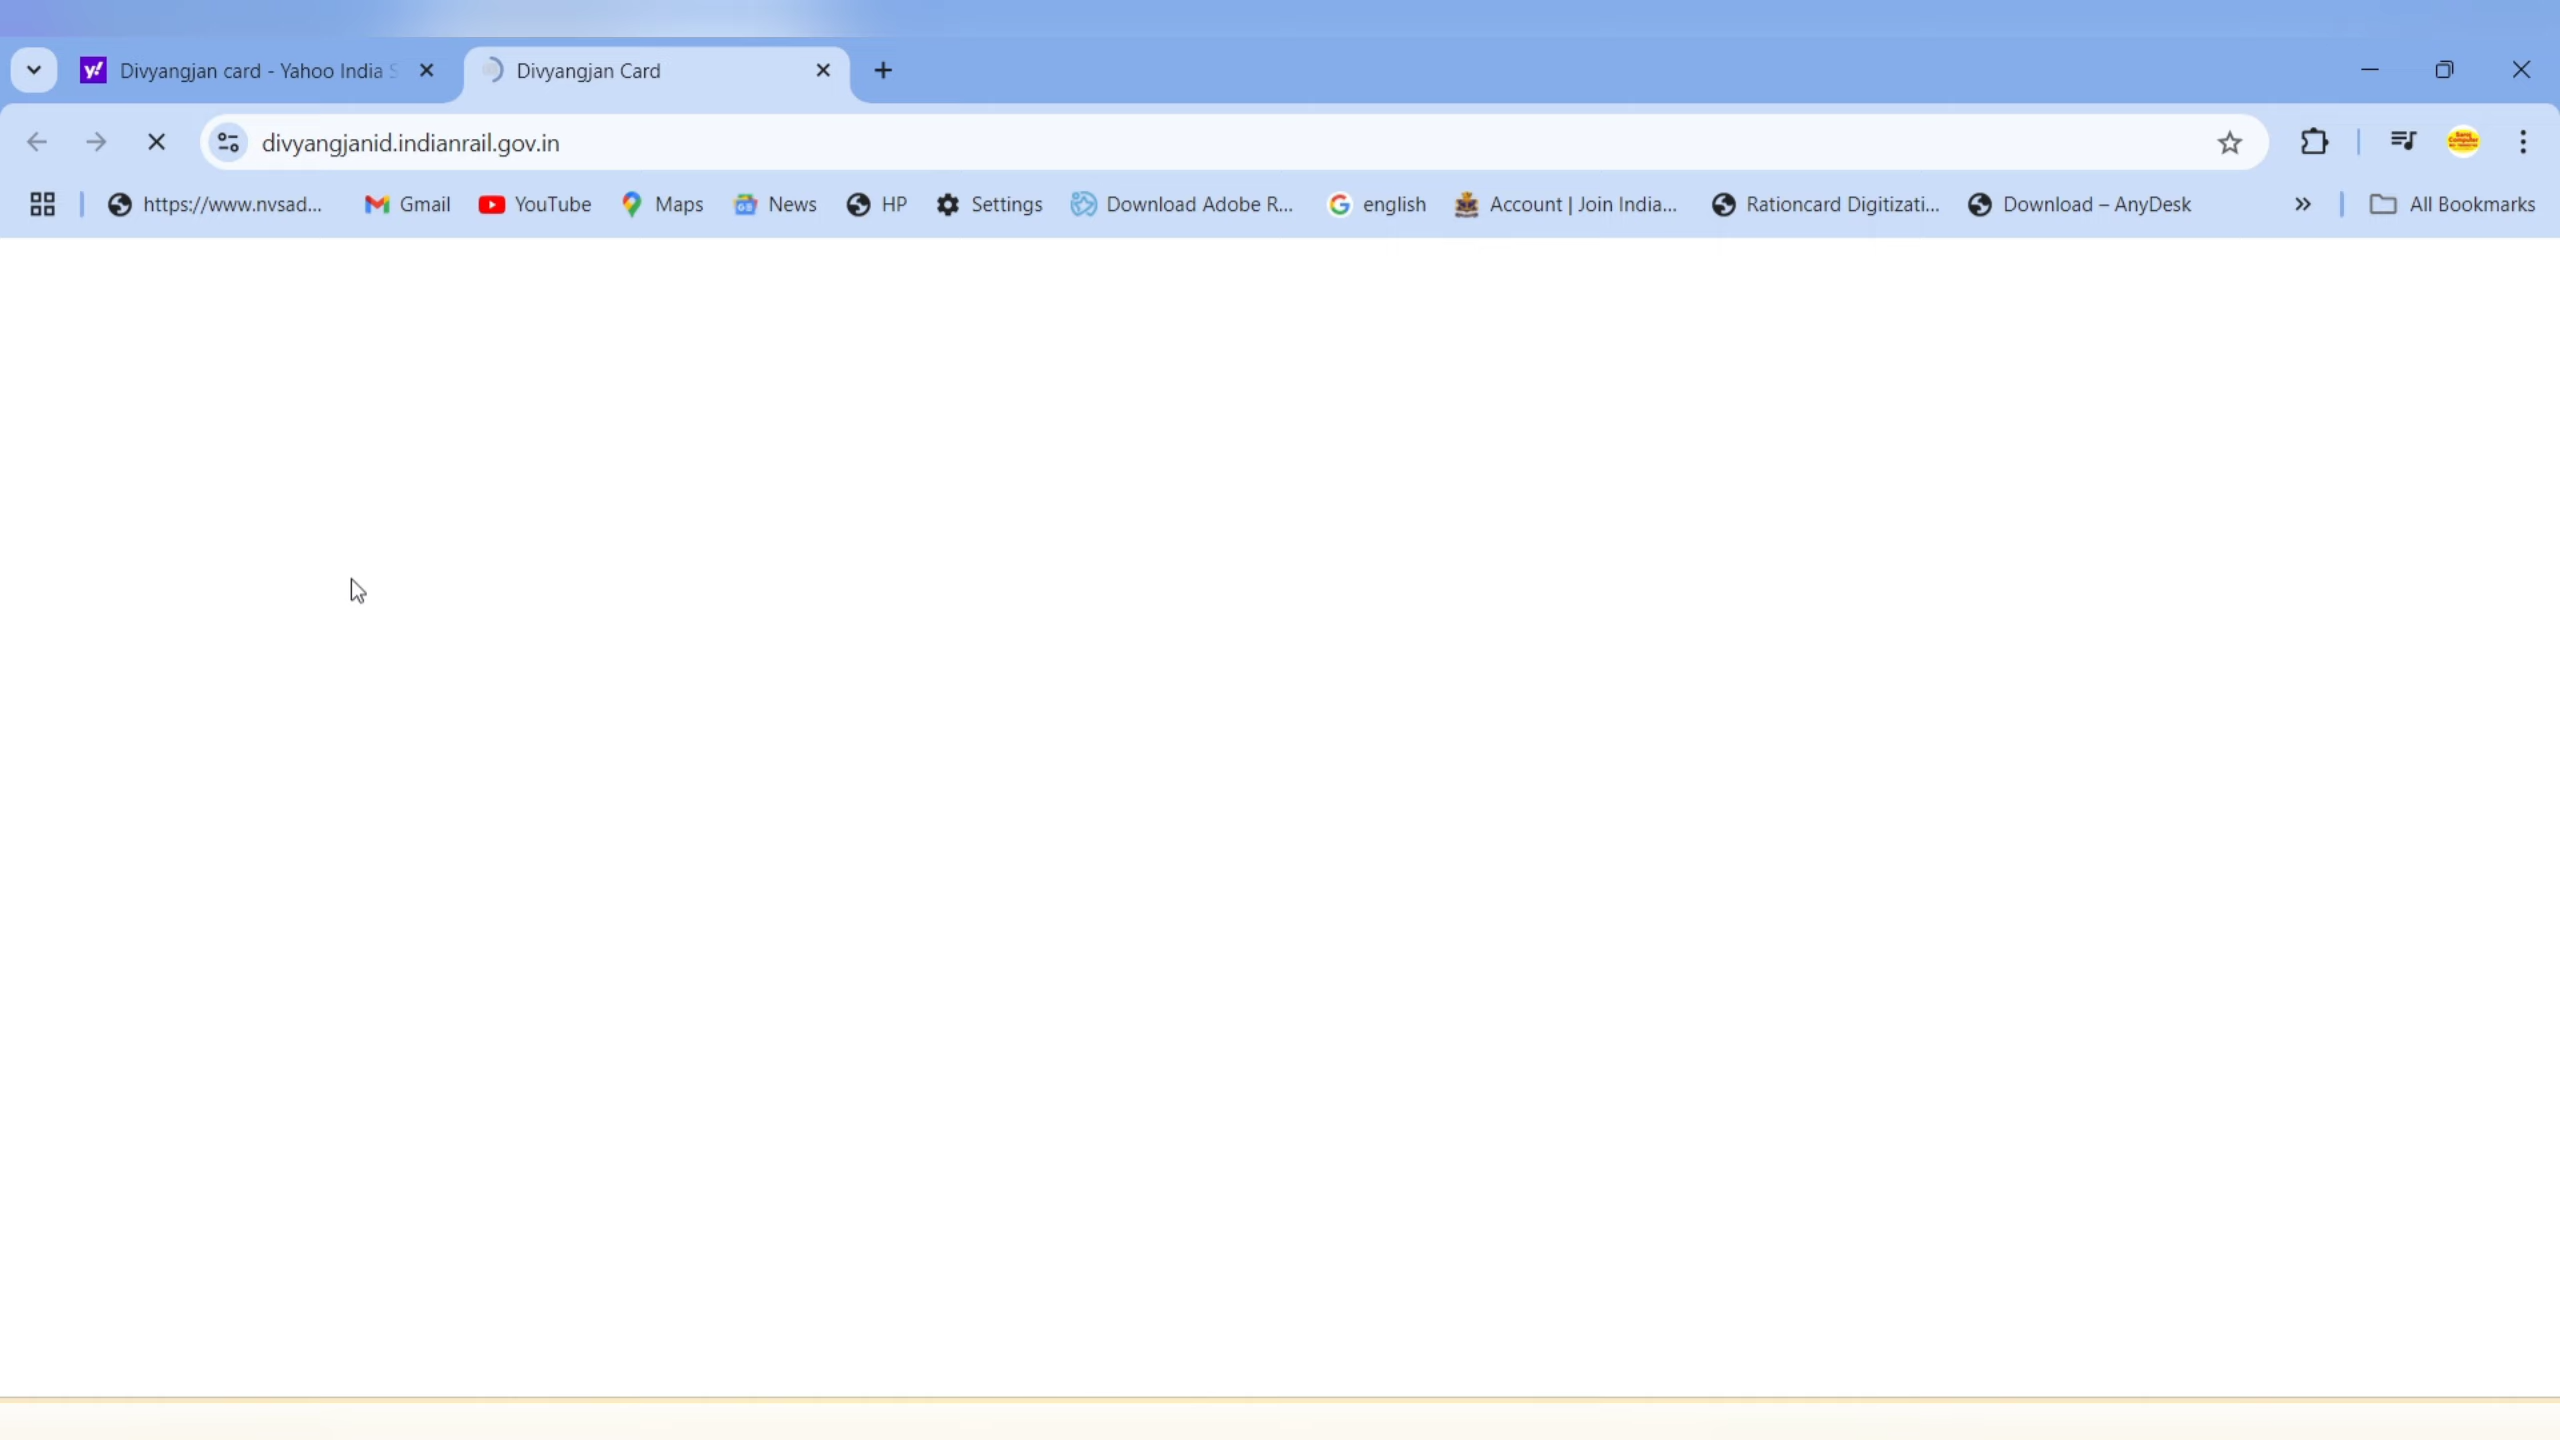 Divyangjan card - Yahoo India S
Divyangjan Card
divyangjanid.indianrail.gov.in
https://www.nvsad...
Gmail
YouTube
Maps
News
HP
Settings
Download Adobe R...
english
Account | Join India...
Rationcard Digitizati...
Download – AnyDesk
All Bookmarks